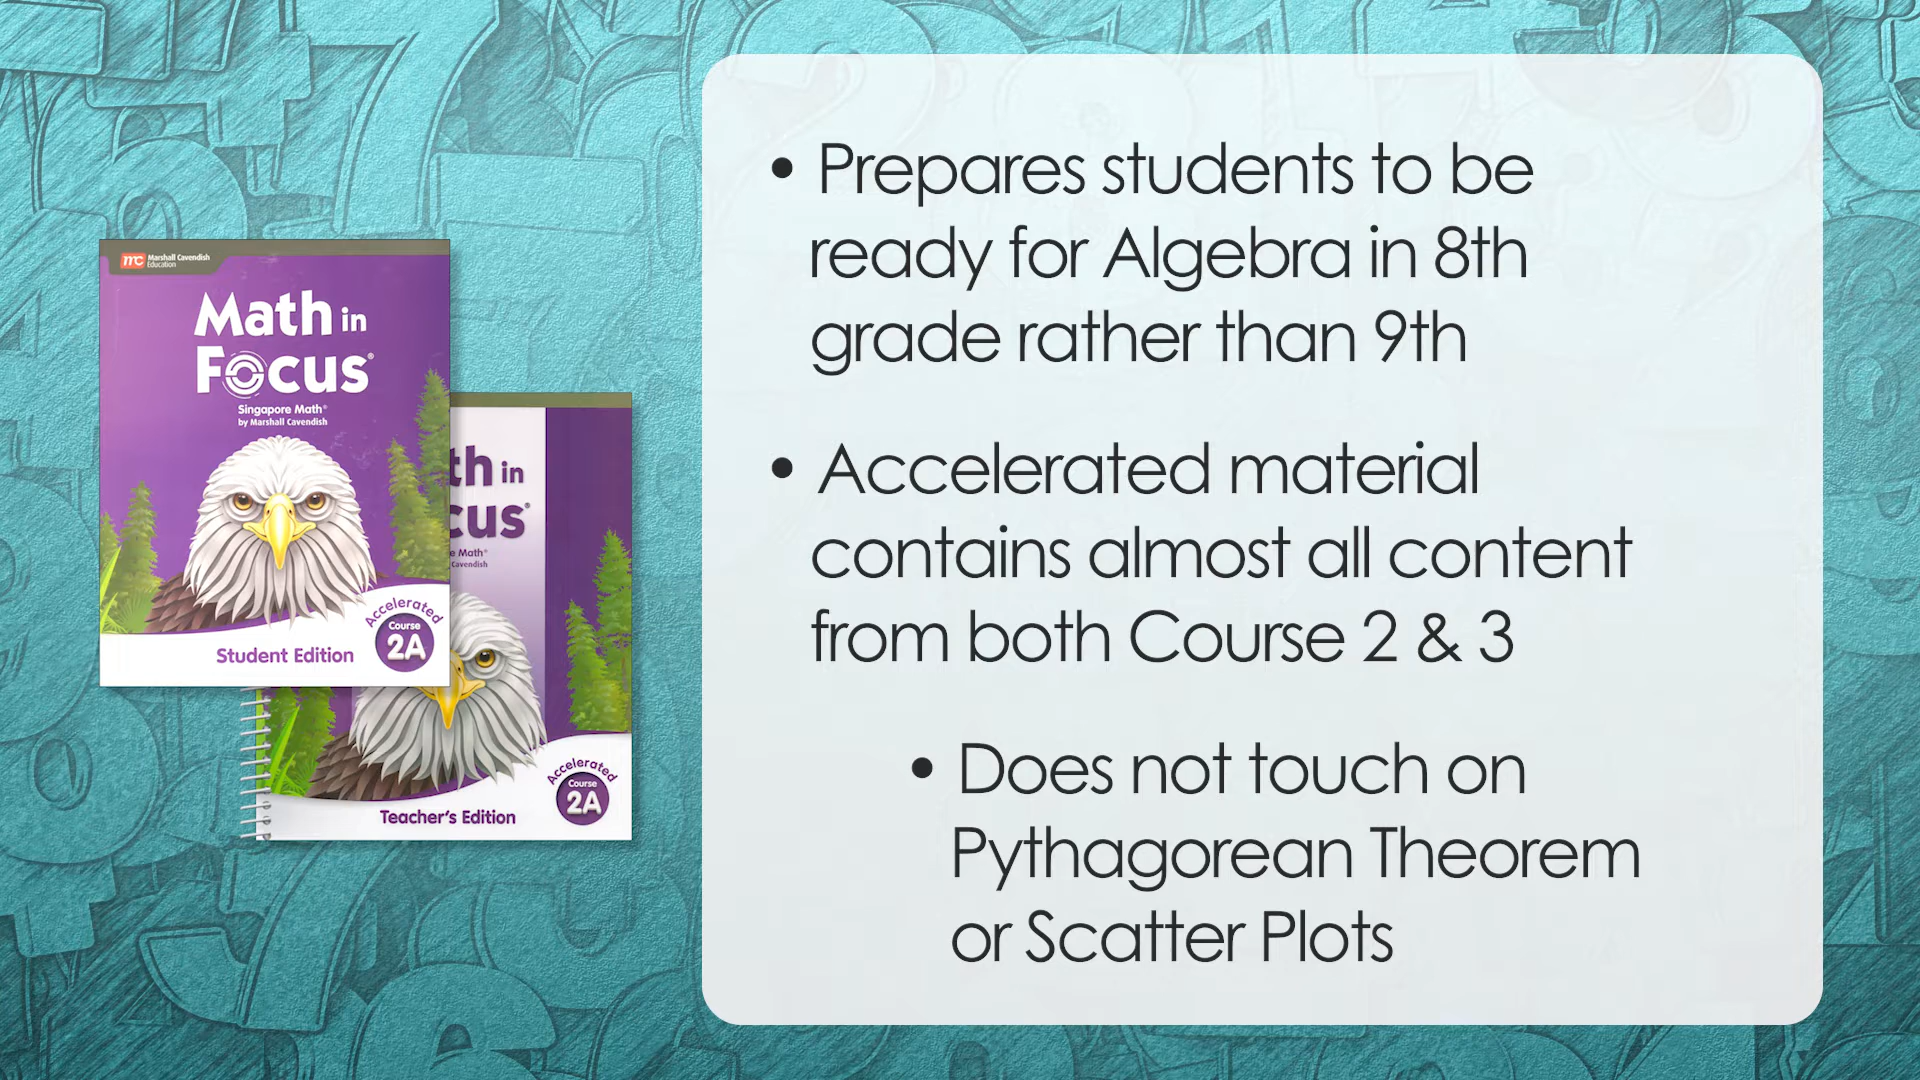 mc Marshall Cavendish
Education
Math in
Focus®
Singapore Math®
by Marshall Cavendish
Accelerated
Course
2A
Student Edition
th in
cus®
e Math®
Cavendish
Accelerated
Course
2A
Teacher's Edition
• Prepares students to be
ready for Algebra in 8th
grade rather than 9th
• Accelerated material
contains almost all content
from both Course 2 & 3
• Does not touch on
Pythagorean Theorem
or Scatter Plots